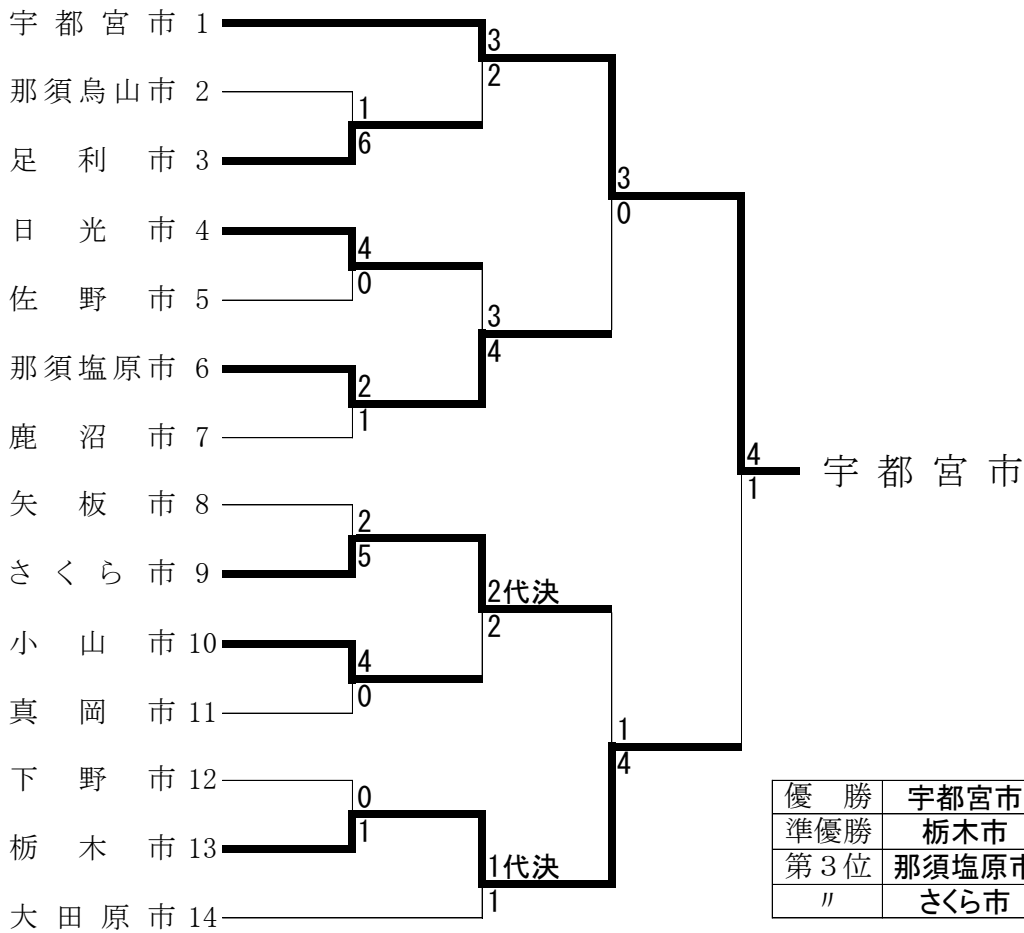 宇都宮市 1
3
2
那須烏山市 2
1
6
足利市 3
3
0
日光市 4
4
0
佐野市 5
3
4
那須塩原市 6
2
1
鹿沼市 7
4
1
宇都宮市
矢板市 8
2
5
さくら市 9
2代決
2
小山市 10
4
0
真岡市 11
1
4
下野市 12
0
1
栃木市 13
1代決
1
大田原市 14
優勝 宇都宮市
準優勝 栃木市
第3位 那須塩原市
〃 さくら市